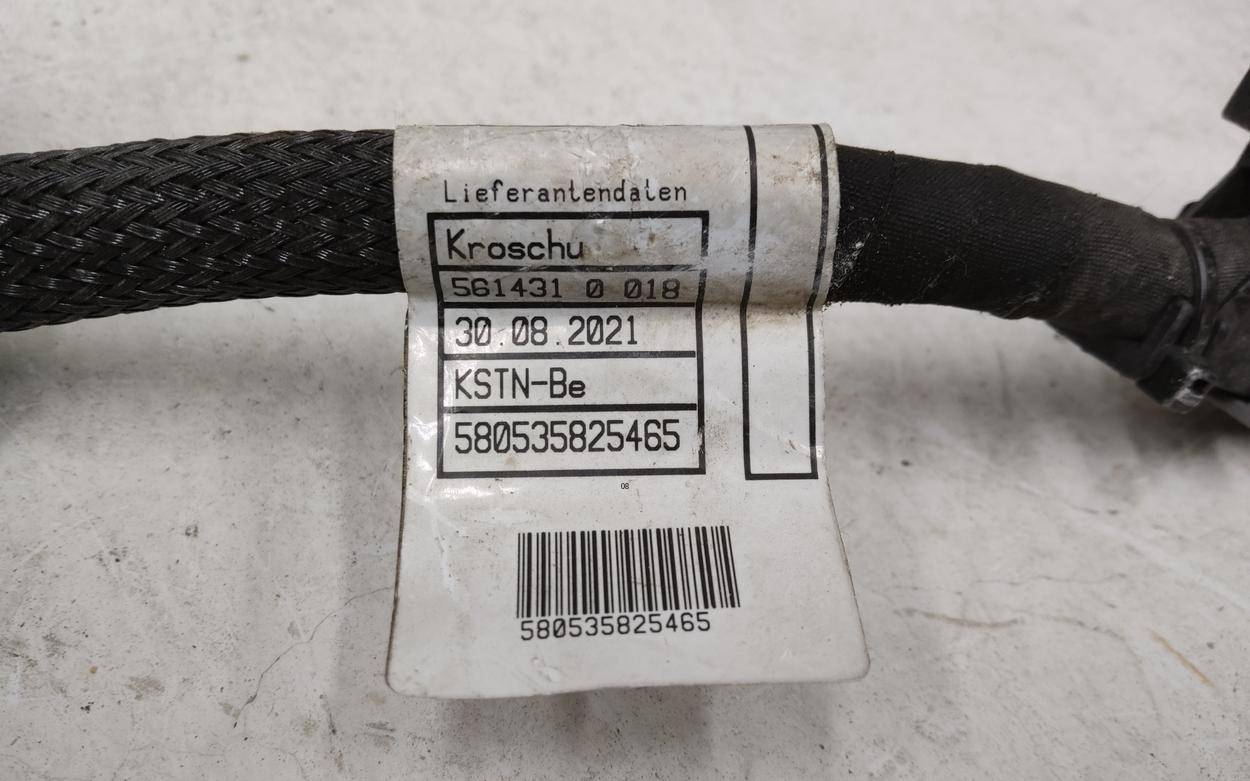 Lieferantendaten
Kroschu
561431 0 018
30.08.2021
KSTN-Be
580535825465
08
580535825465